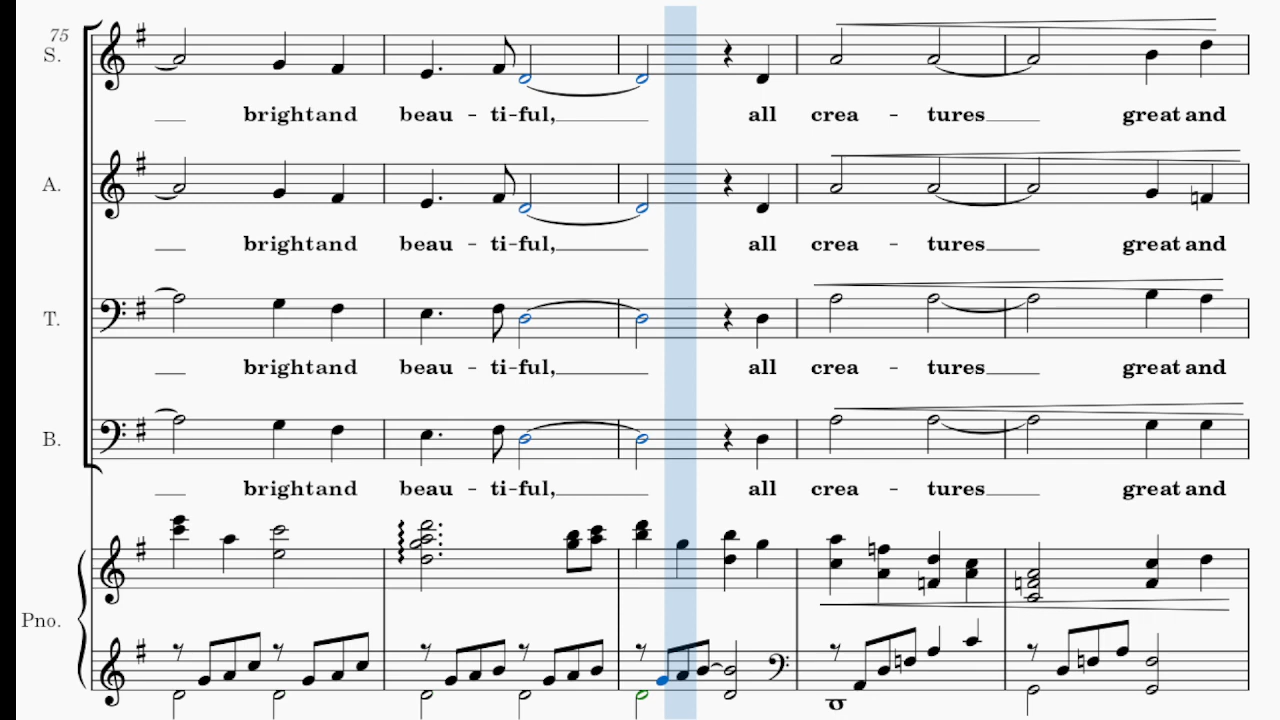 75
S.
bright and beau - ti - ful, all crea - tures great and
A.
bright and beau - ti - ful, all crea - tures great and
T.
bright and beau - ti - ful, all crea - tures great and
B.
bright and beau - ti - ful, all crea - tures great and
Pno.